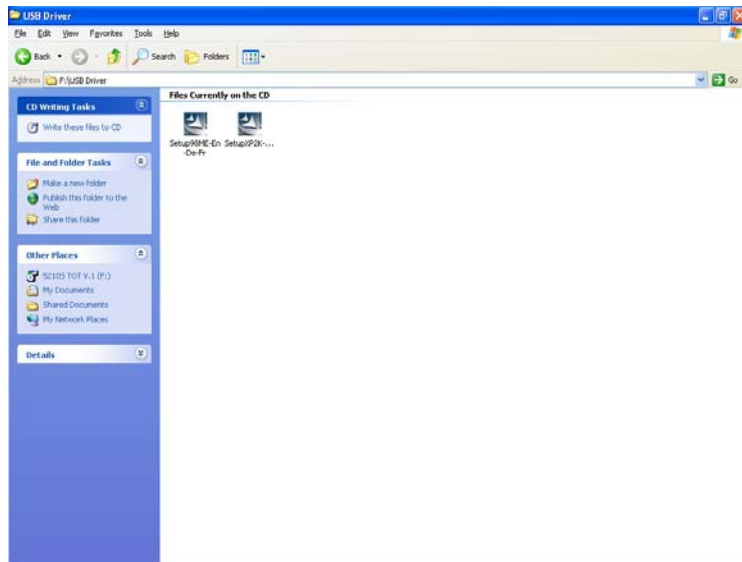 USB Driver
File Edit View Favorites Tools Help
Back Search Folders
Address F:\USB Driver Go
CD Writing Tasks
Write these files to CD
File and Folder Tasks
Make a new folder
Publish this folder to the
Web
Share this folder
Other Places
52105 TOT V.1 (F:)
My Documents
Shared Documents
My Network Places
Details
Files Currently on the CD
Setup98ME-En SetupXP2K-...
-De-Fr